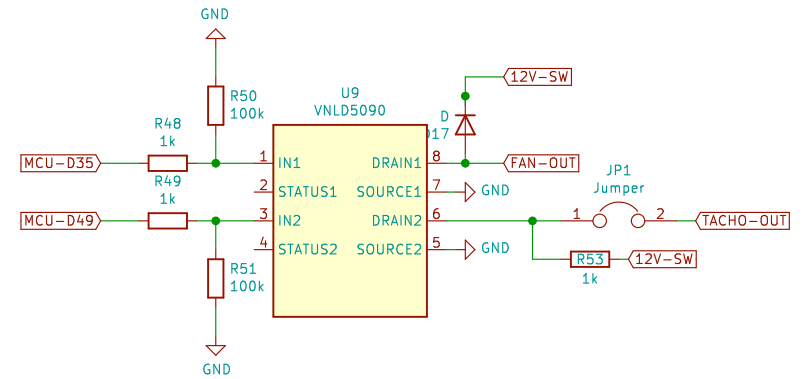 GND
12V-SW
U9
VNLD5090
R50
100k
D
D17
R48
1k
MCU-D35
1
IN1
DRAIN1
8
FAN-OUT
JP1
Jumper
R49
1k
2
STATUS1
SOURCE1
7
GND
MCU-D49
3
IN2
DRAIN2
6
1
2
TACHO-OUT
4
STATUS2
SOURCE2
5
GND
R53
12V-SW
1k
R51
100k
GND